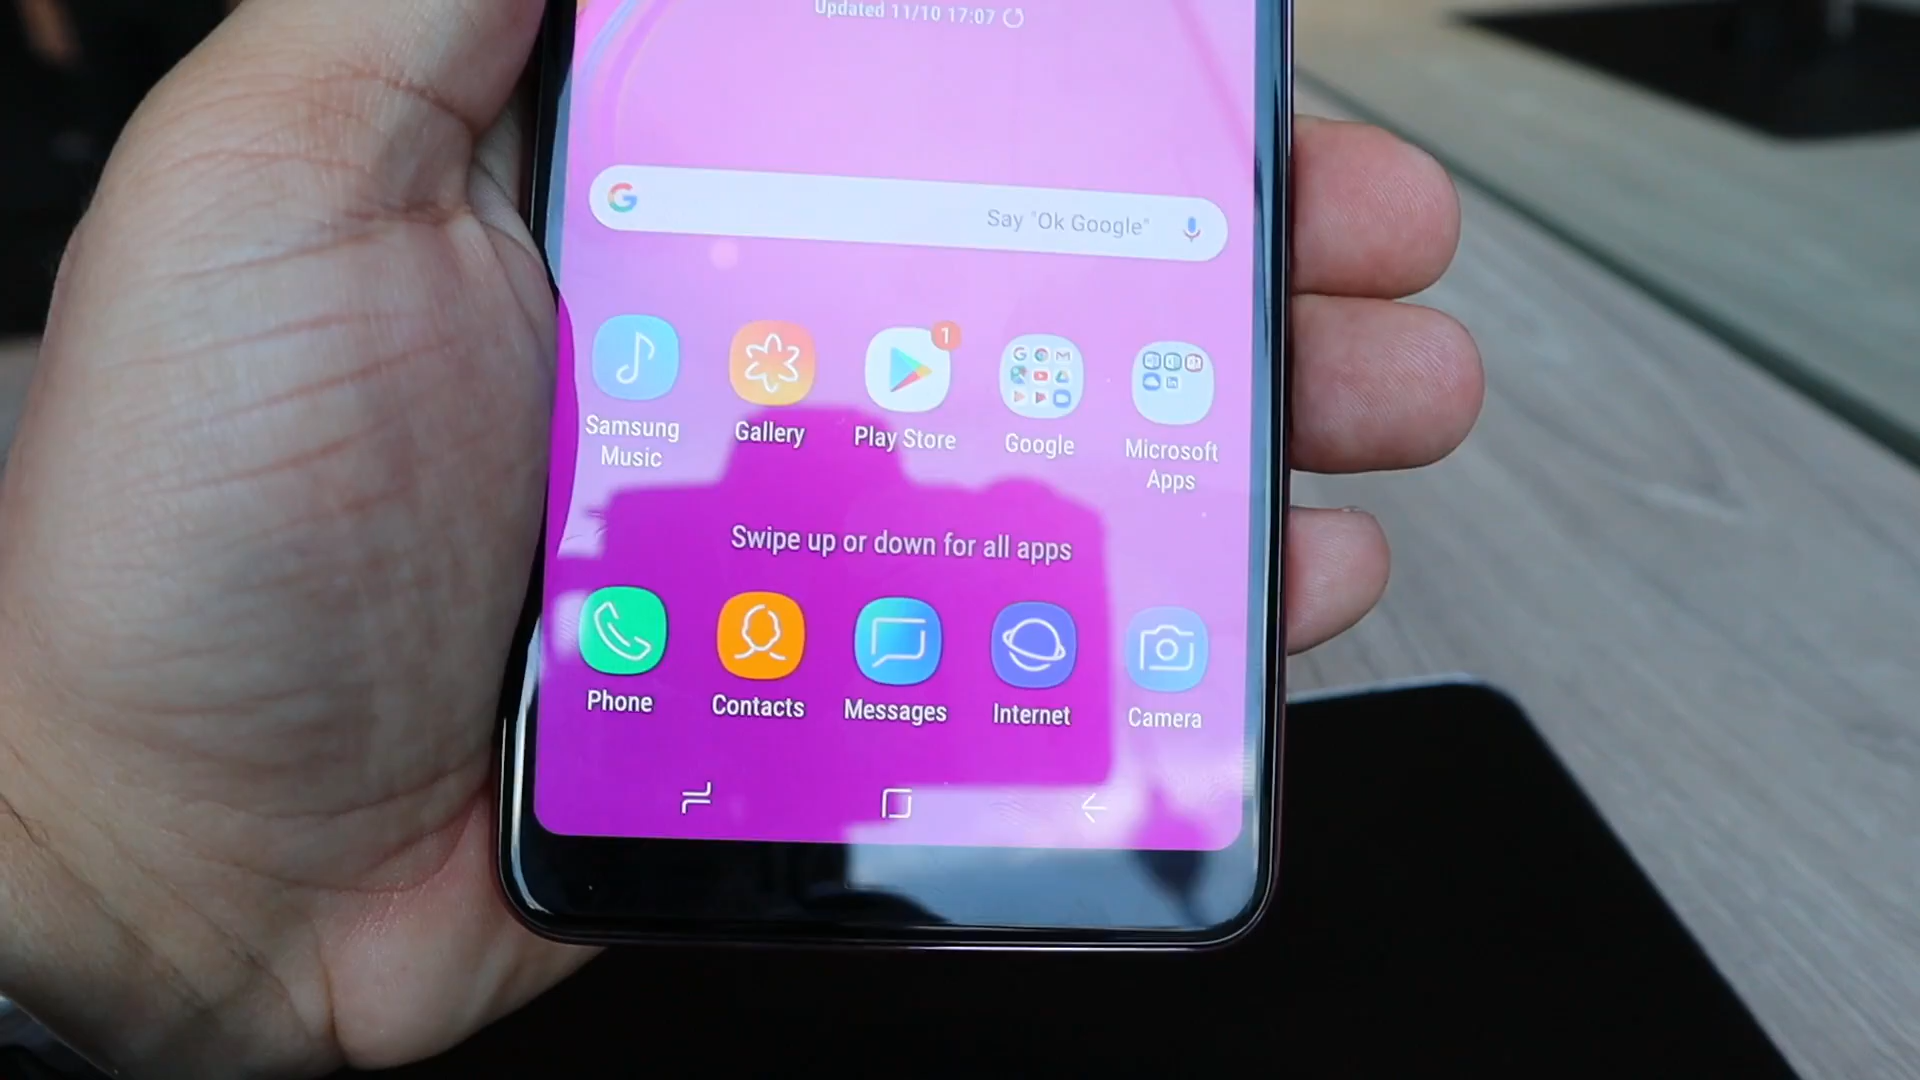 Updated 11/10 17:07
G
Say "Ok Google"
1
Samsung
Music
Gallery
Play Store
Google
Microsoft
Apps
Swipe up or down for all apps
Phone
Contacts
Messages
Internet
Camera